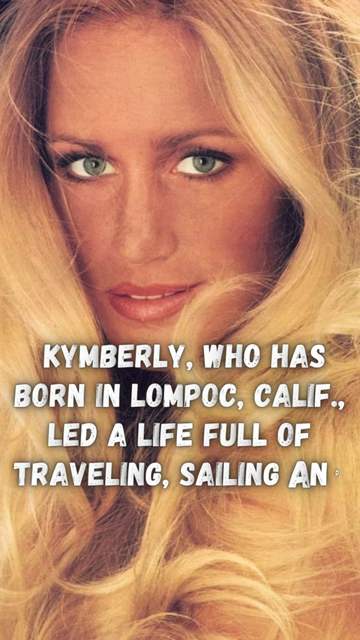 KYMBERLY, WHO HAS
BORN IN LOMPOC, CALIF.,
LED A LIFE FULL OF
TRAVELING, SAILING AN